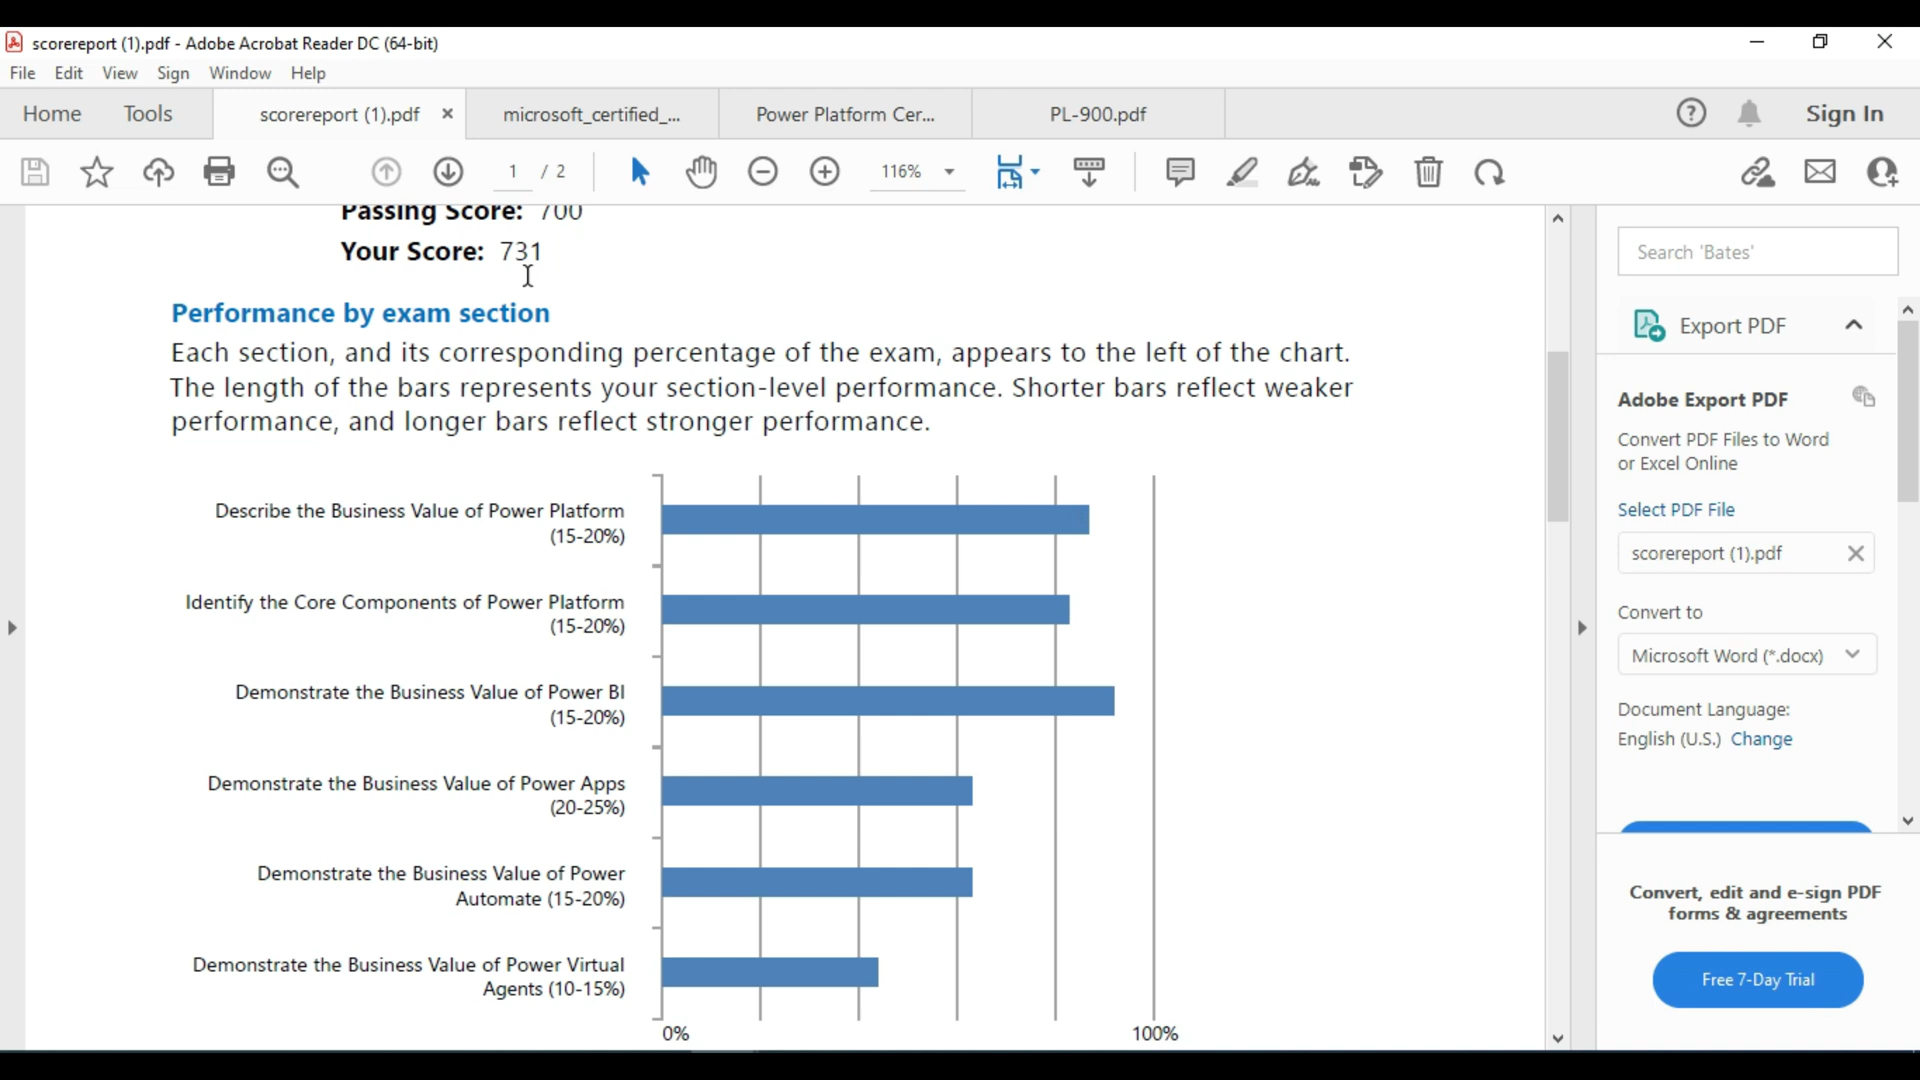 scorereport (1).pdf - Adobe Acrobat Reader DC (64-bit)
File Edit View Sign Window Help
Home Tools scorereport (1).pdf × microsoft_certified_... Power Platform Cer... PL-900.pdf Sign In
1 / 2 116%
Passing Score: 700
Your Score: 731
Performance by exam section
Each section, and its corresponding percentage of the exam, appears to the left of the chart.
The length of the bars represents your section-level performance. Shorter bars reflect weaker
performance, and longer bars reflect stronger performance.
Describe the Business Value of Power Platform
(15-20%)
Identify the Core Components of Power Platform
(15-20%)
Demonstrate the Business Value of Power BI
(15-20%)
Demonstrate the Business Value of Power Apps
(20-25%)
Demonstrate the Business Value of Power
Automate (15-20%)
Demonstrate the Business Value of Power Virtual
Agents (10-15%)
0% 100%
Search 'Bates'
Export PDF
Adobe Export PDF
Convert PDF Files to Word
or Excel Online
Select PDF File
scorereport (1).pdf
Convert to
Microsoft Word (*.docx)
Document Language:
English (U.S.) Change
Convert, edit and e-sign PDF
forms & agreements
Free 7-Day Trial